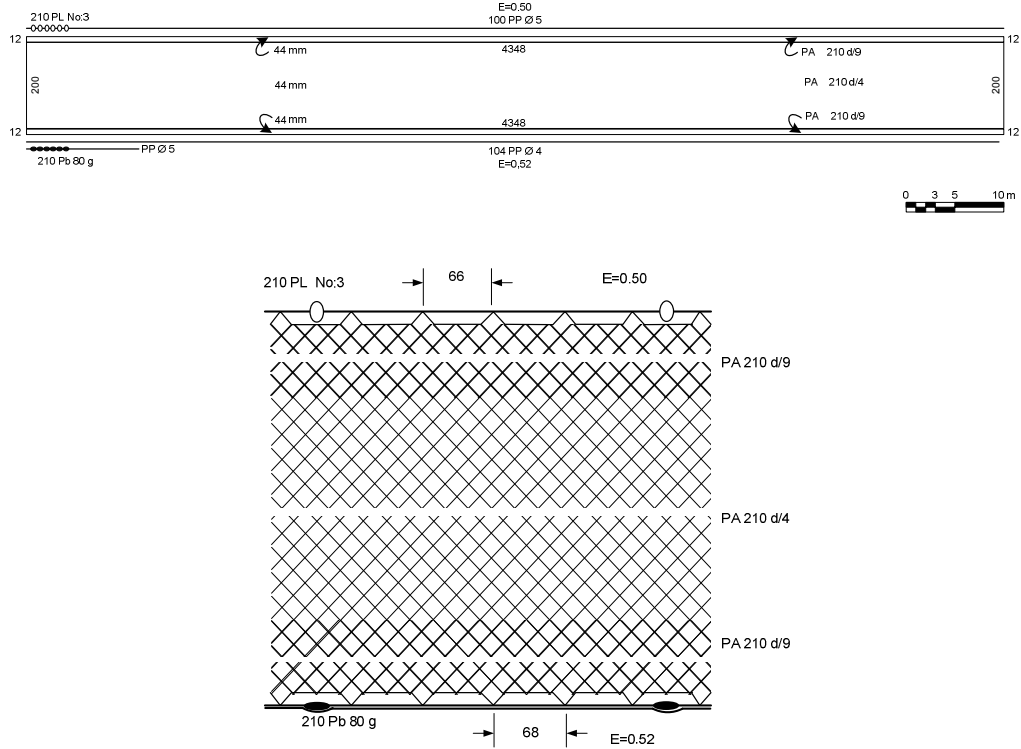 E=0.50
210 PL No:3
100 PP Ø 5
12
12
44 mm
4348
PA 210 d/9
200
44 mm
PA 210 d/4
200
44 mm
4348
PA 210 d/9
12
12
PP Ø 5
104 PP Ø 4
210 Pb 80 g
E=0,52
0 3 5 10 m
210 PL No:3
66
E=0.50
PA 210 d/9
PA 210 d/4
PA 210 d/9
210 Pb 80 g
68
E=0.52